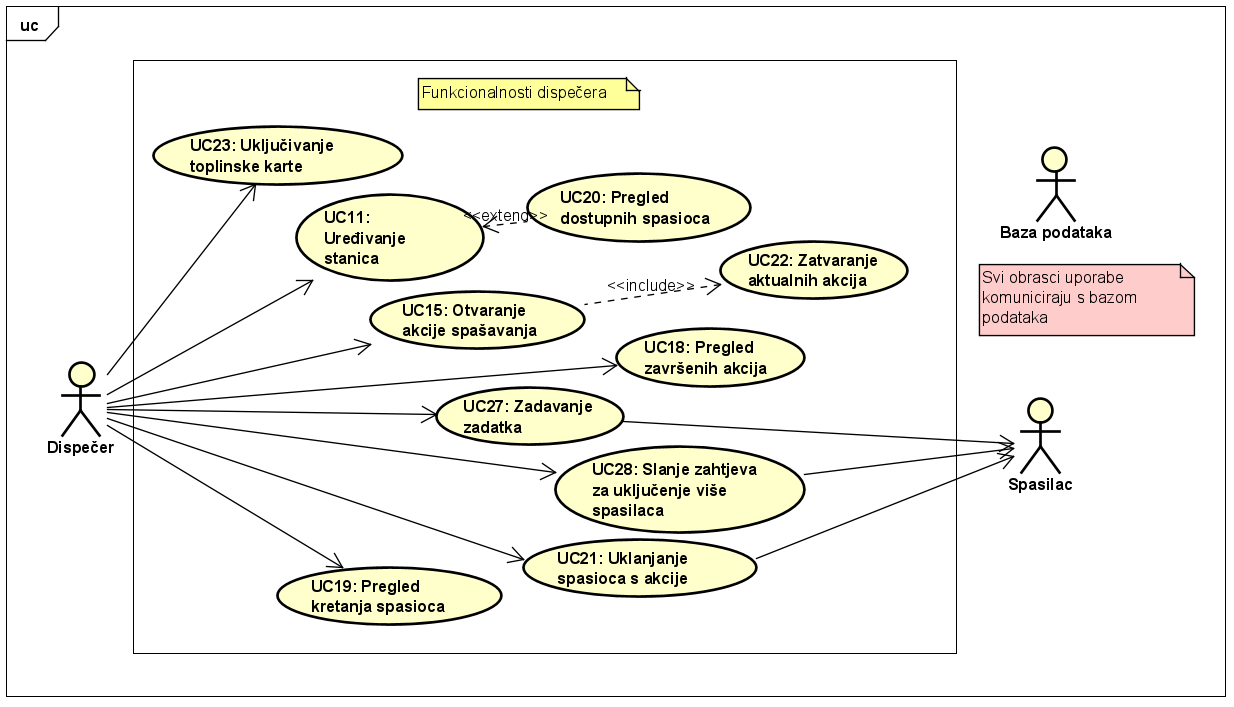 uc
Funkcionalnosti dispečera
UC23: Uključivanje
toplinske karte
UC11:
Uređivanje
stanica
<<extend>>
UC20: Pregled
dostupnih spasioca
UC22: Zatvaranje
aktualnih akcija
<<include>>
UC15: Otvaranje
akcije spašavanja
UC18: Pregled
završenih akcija
UC27: Zadavanje
zadatka
UC28: Slanje zahtjeva
za uključenje više
spasilaca
UC21: Uklanjanje
spasioca s akcije
UC19: Pregled
kretanja spasioca
Dispečer
Baza podataka
Svi obrasci uporabe
komuniciraju s bazom
podataka
Spasilac